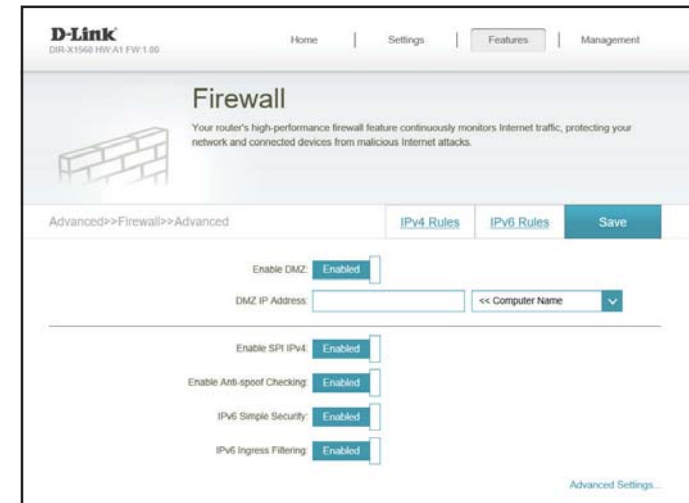 D-Link
DIR-X1560 HW:A1 FW:1.00
Home | Settings | Features | Management
Firewall
Your router's high-performance firewall feature continuously monitors Internet traffic, protecting your
network and connected devices from malicious Internet attacks.
Advanced>>Firewall>>Advanced
IPv4 Rules
IPv6 Rules
Save
Enable DMZ: Enabled
DMZ IP Address: << Computer Name
Enable SPI IPv4: Enabled
Enable Anti-spoof Checking: Enabled
IPv6 Simple Security: Enabled
IPv6 Ingress Filtering: Enabled
Advanced Settings...